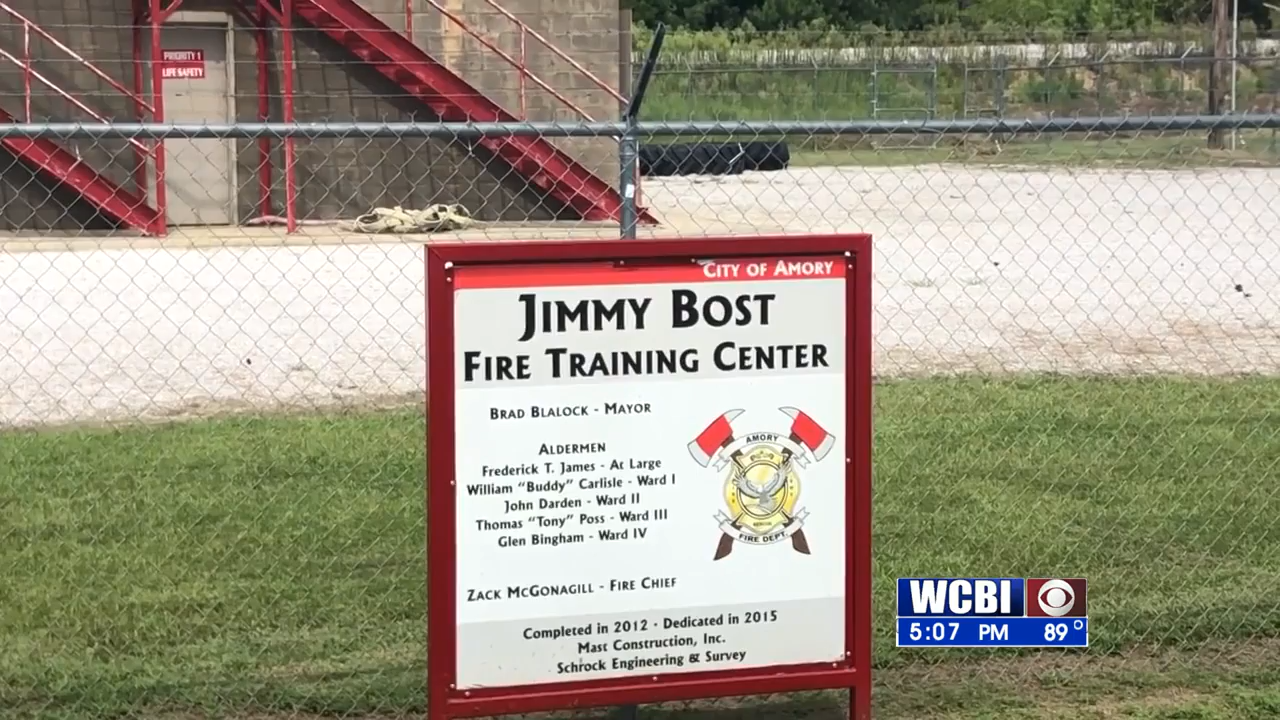 PRIORITY 1
LIFE SAFETY
CITY OF AMORY
JIMMY BOST
FIRE TRAINING CENTER
BRAD BLALOCK - MAYOR
ALDERMEN
Frederick T. James - At Large
William "Buddy" Carlisle - Ward I
John Darden - Ward II
Thomas "Tony" Poss - Ward III
Glen Bingham - Ward IV
ZACK MCGONAGILL - FIRE CHIEF
AMORY
FIRE DEPT.
Completed in 2012 · Dedicated in 2015
Mast Construction, Inc.
Schrock Engineering & Survey
WCBI
5:07 PM 89°